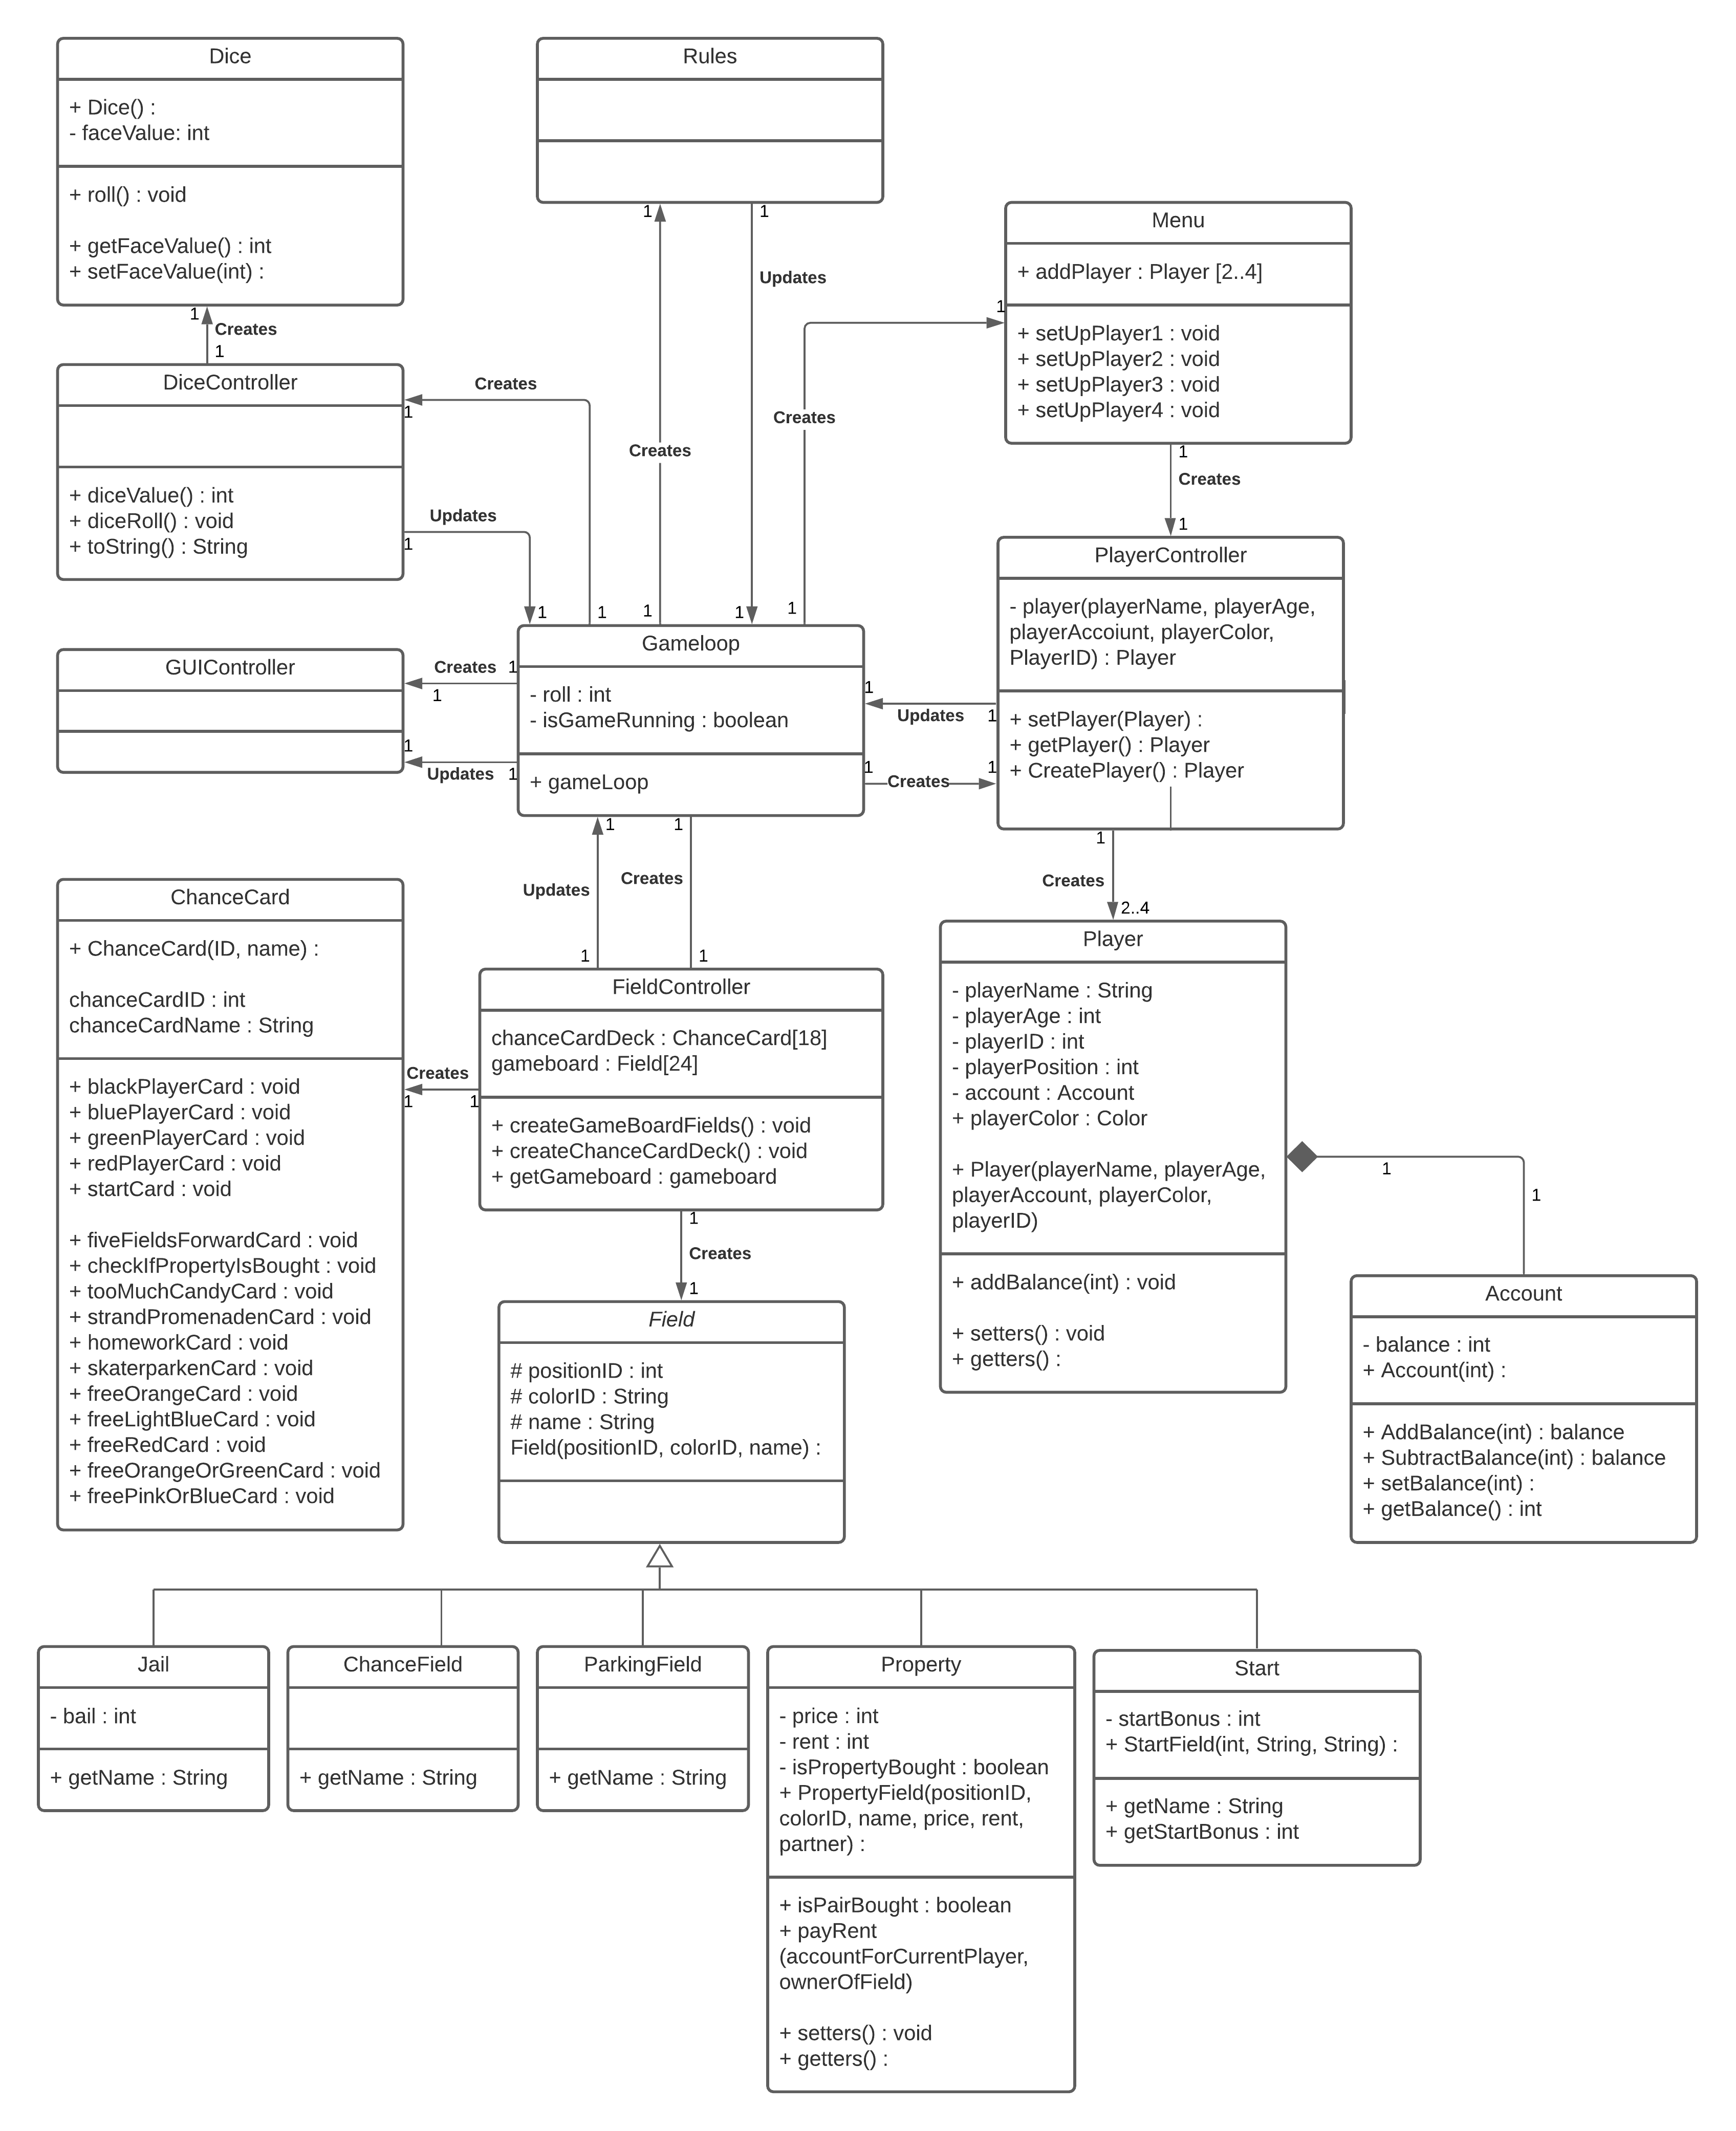 Dice
+ Dice() :
- faceValue: int
+ roll() : void
+ getFaceValue() : int
+ setFaceValue(int) :
Rules
1
1
1
Updates
Menu
+ addPlayer : Player [2..4]
+ setUpPlayer1 : void
+ setUpPlayer2 : void
+ setUpPlayer3 : void
+ setUpPlayer4 : void
1
Creates
1
DiceController
+ diceValue() : int
+ diceRoll() : void
+ toString() : String
Creates
1
Updates
1
Creates
Creates
1
Creates
1
1
1
1
1
1
1
PlayerController
- player(playerName, playerAge,
playerAccoiunt, playerColor,
PlayerID) : Player
+ setPlayer(Player) :
+ getPlayer() : Player
+ CreatePlayer() : Player
GUIController
Creates
1
1
1
Updates
1
Gameloop
- roll : int
- isGameRunning : boolean
+ gameLoop
1
Updates
1
1
Creates
1
1
1
Updates
Creates
1
1
1
Creates
2..4
ChanceCard
+ ChanceCard(ID, name) :
chanceCardID : int
chanceCardName : String
+ blackPlayerCard : void
+ bluePlayerCard : void
+ greenPlayerCard : void
+ redPlayerCard : void
+ startCard : void
+ fiveFieldsForwardCard : void
+ checkIfPropertyIsBought : void
+ tooMuchCandyCard : void
+ strandPromenadenCard : void
+ homeworkCard : void
+ skaterparkenCard : void
+ freeOrangeCard : void
+ freeLightBlueCard : void
+ freeRedCard : void
+ freeOrangeOrGreenCard : void
+ freePinkOrBlueCard : void
Creates
1
1
FieldController
chanceCardDeck : ChanceCard[18]
gameboard : Field[24]
+ createGameBoardFields() : void
+ createChanceCardDeck() : void
+ getGameboard : gameboard
1
Creates
1
Player
- playerName : String
- playerAge : int
- playerID : int
- playerPosition : int
- account : Account
+ playerColor : Color
+ Player(playerName, playerAge,
playerAccount, playerColor,
playerID)
+ addBalance(int) : void
+ setters() : void
+ getters() :
1
1
Account
- balance : int
+ Account(int) :
+ AddBalance(int) : balance
+ SubtractBalance(int) : balance
+ setBalance(int) :
+ getBalance() : int
Field
# positionID : int
# colorID : String
# name : String
Field(positionID, colorID, name) :
Jail
- bail : int
+ getName : String
ChanceField
+ getName : String
ParkingField
+ getName : String
Property
- price : int
- rent : int
- isPropertyBought : boolean
+ PropertyField(positionID,
colorID, name, price, rent,
partner) :
+ isPairBought : boolean
+ payRent
(accountForCurrentPlayer,
ownerOfField)
+ setters() : void
+ getters() :
Start
- startBonus : int
+ StartField(int, String, String) :
+ getName : String
+ getStartBonus : int